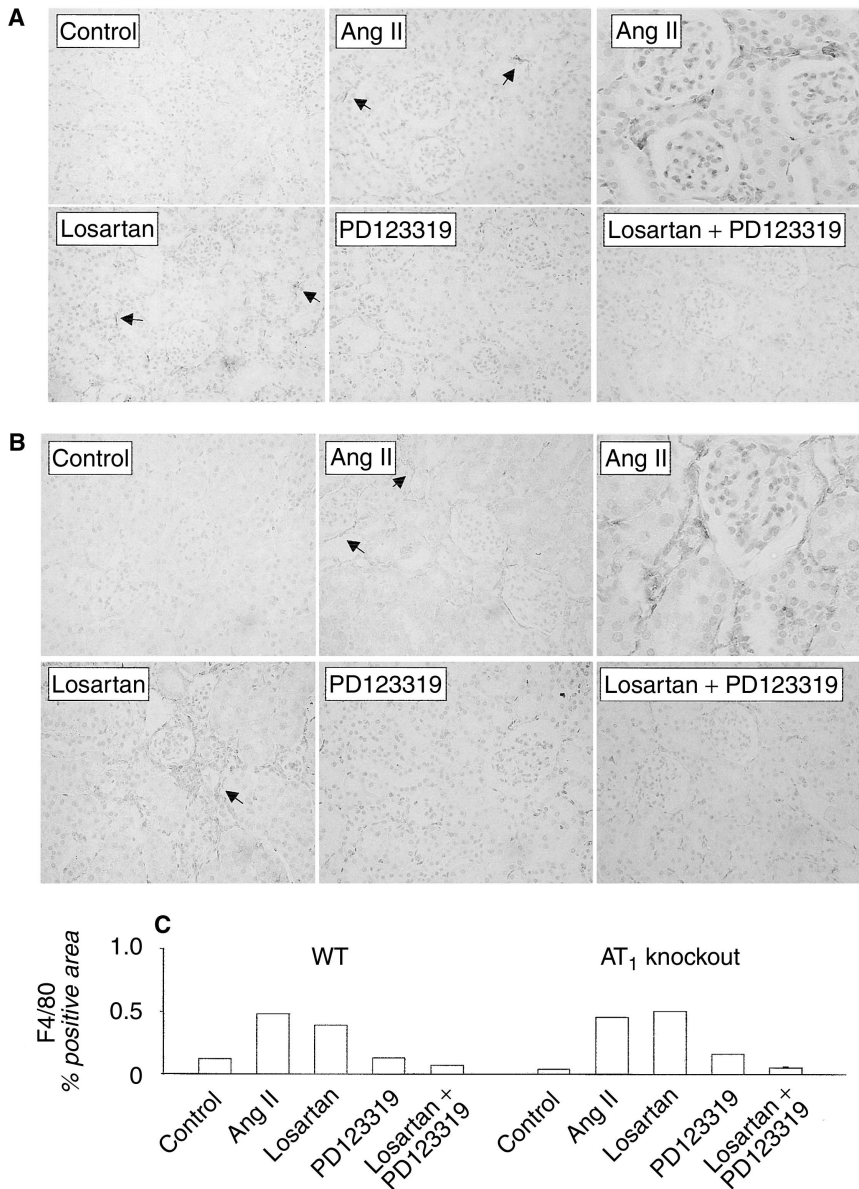 A
Control
Ang II
Ang II
Losartan
PD123319
Losartan + PD123319
B
Control
Ang II
Ang II
Losartan
PD123319
Losartan + PD123319
C
F4/80
% positive area
1.0
0.5
0
WT
AT₁ knockout
Control
Ang II
Losartan
PD123319
Losartan +
PD123319
Control
Ang II
Losartan
PD123319
Losartan +
PD123319